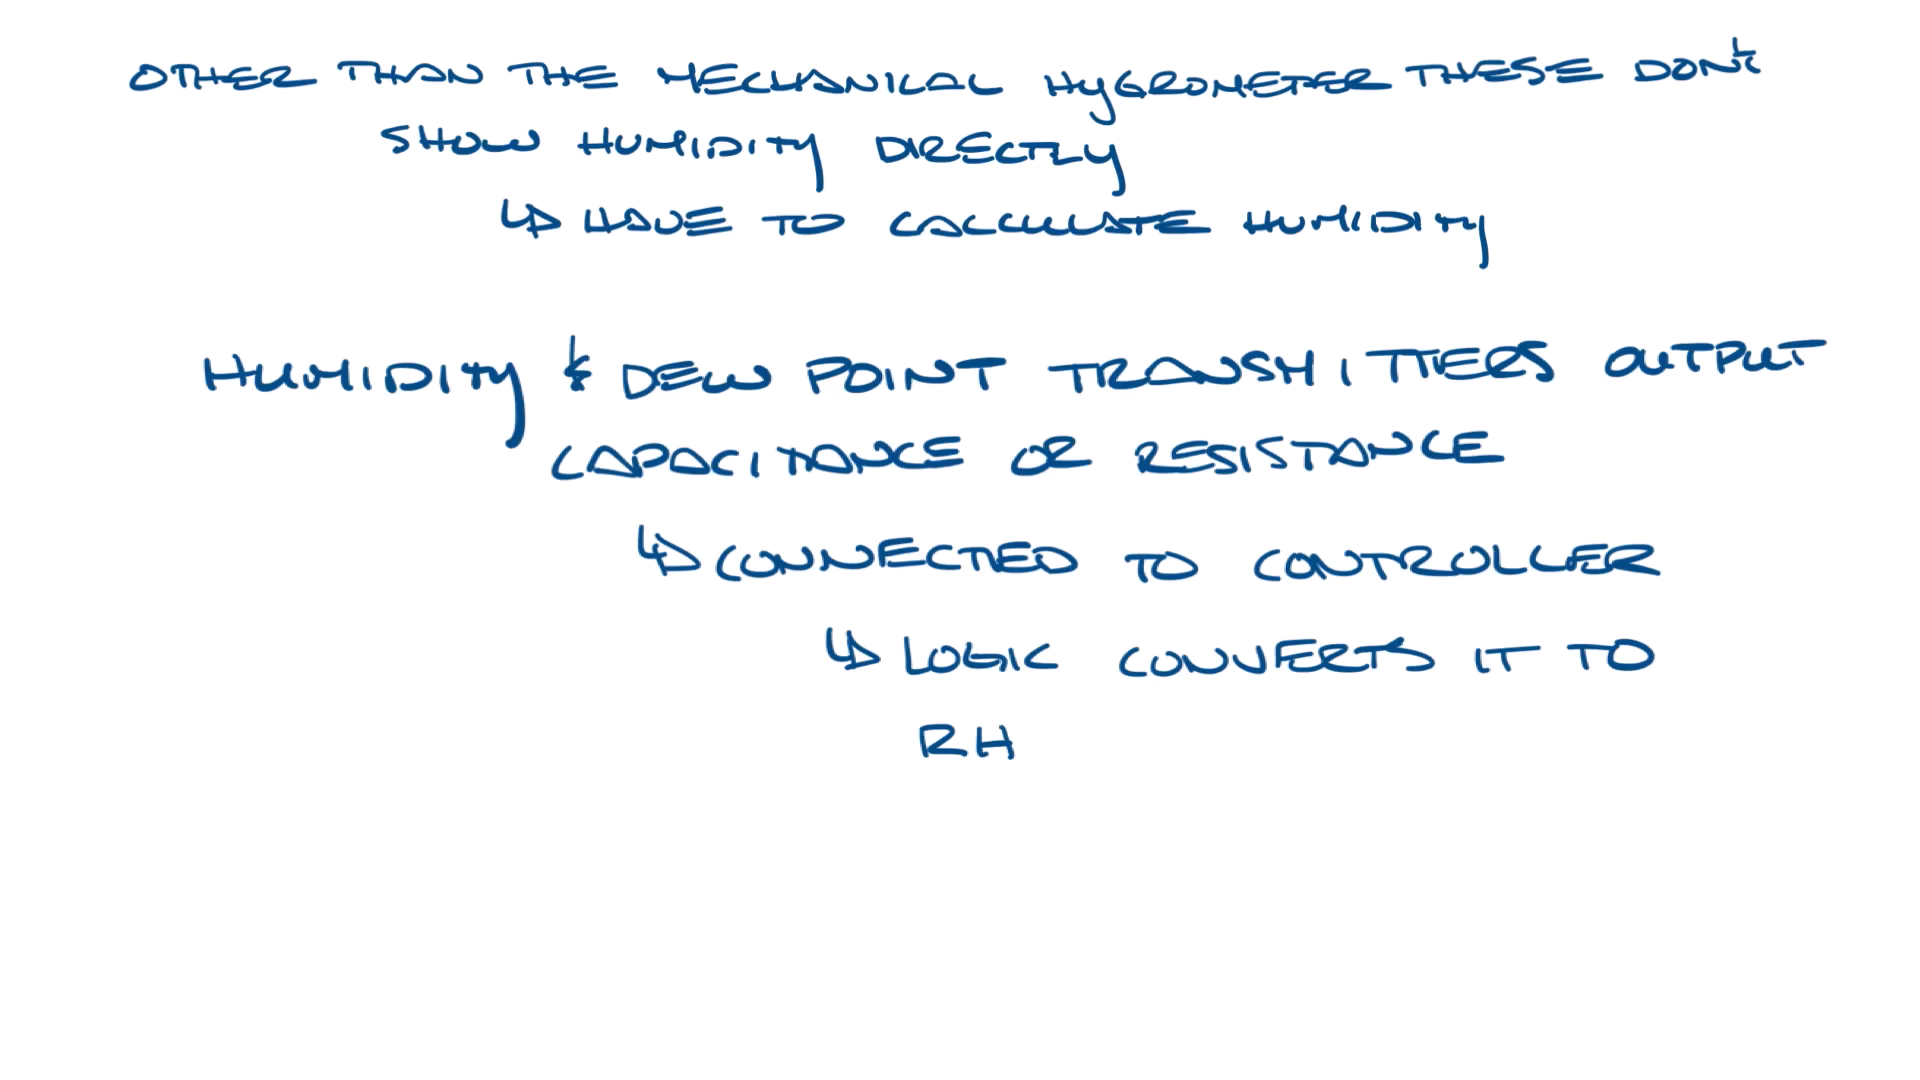 OTHER THAN THE MECHANICAL HYGROMETER THESE DON'T
SHOW HUMIDITY DIRECTLY
↳ HAVE TO CALCULATE HUMIDITY
HUMIDITY & DEW POINT TRANSMITTERS OUTPUT
CAPACITANCE OR RESISTANCE
↳ CONNECTED TO CONTROLLER
↳ LOGIC CONVERTS IT TO
RH